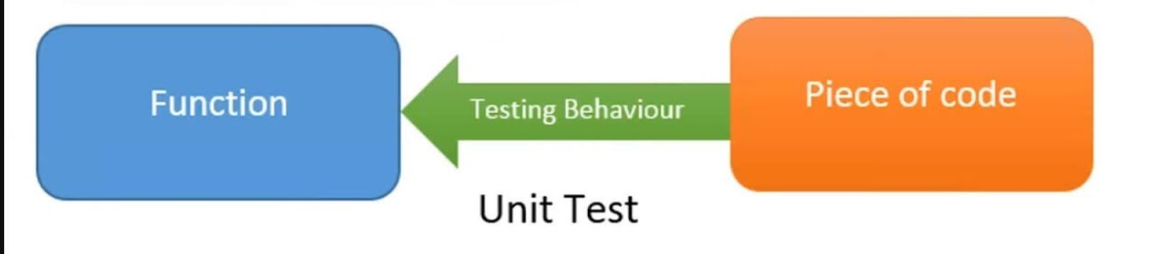 Function
Testing Behaviour
Piece of code
Unit Test